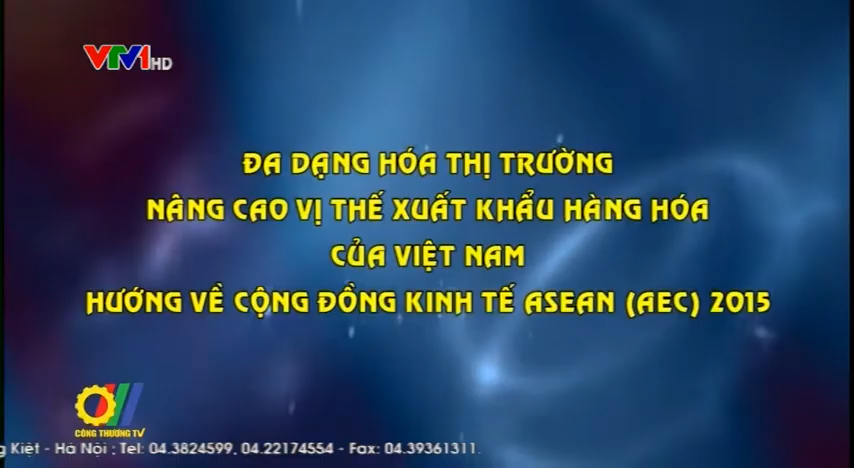 VTV1 HD
ĐA DẠNG HÓA THỊ TRƯỜNG
NÂNG CAO VỊ THẾ XUẤT KHẨU HÀNG HÓA
CỦA VIỆT NAM
HƯỚNG VỀ CỘNG ĐỒNG KINH TẾ ASEAN (AEC) 2015
CÔNG THƯƠNG TV
g Kiệt - Hà Nội ; Tel: 04.3824599, 04.22174554 - Fax: 04.39361311.